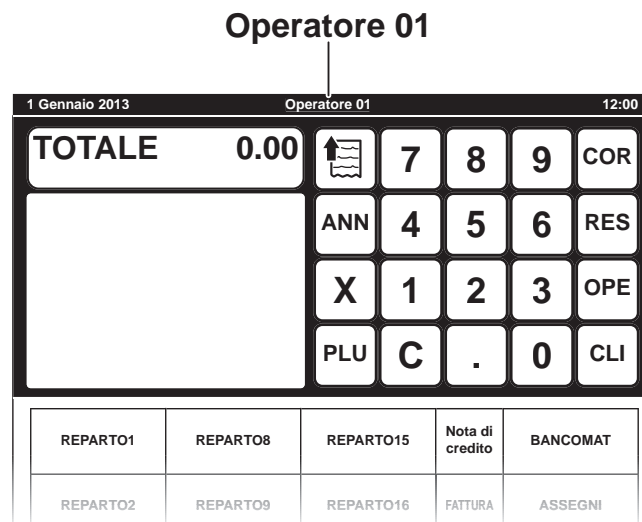 Operatore 01
1 Gennaio 2013 Operatore 01 12:00
TOTALE 0.00 7 8 9 COR
ANN 4 5 6 RES
X 1 2 3 OPE
PLU C . 0 CLI
REPARTO1 REPARTO8 REPARTO15 Nota di credito BANCOMAT
REPARTO2 REPARTO9 REPARTO16 FATTURA ASSEGNI